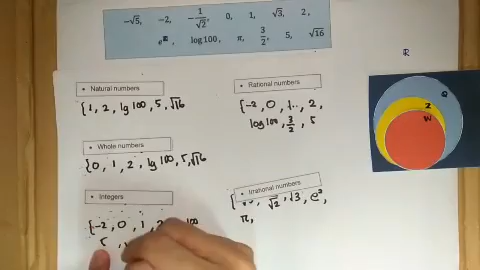 -√5, -2, -1/√2, 0, 1, √3, 2,
log 100, π, 3/2, 5, √16
R
• Natural numbers
{1, 2, lg 100, 5, √16
• Rational numbers
{-2, 0, 1.., 2,
log 100, 3/2, 5
Q
Z
W
• Whole numbers
{0, 1, 2, lg 100, 5, √16
• Integers
{-2, 0, 1,
5,
• Irrational numbers
√2, √3, e²,
π,